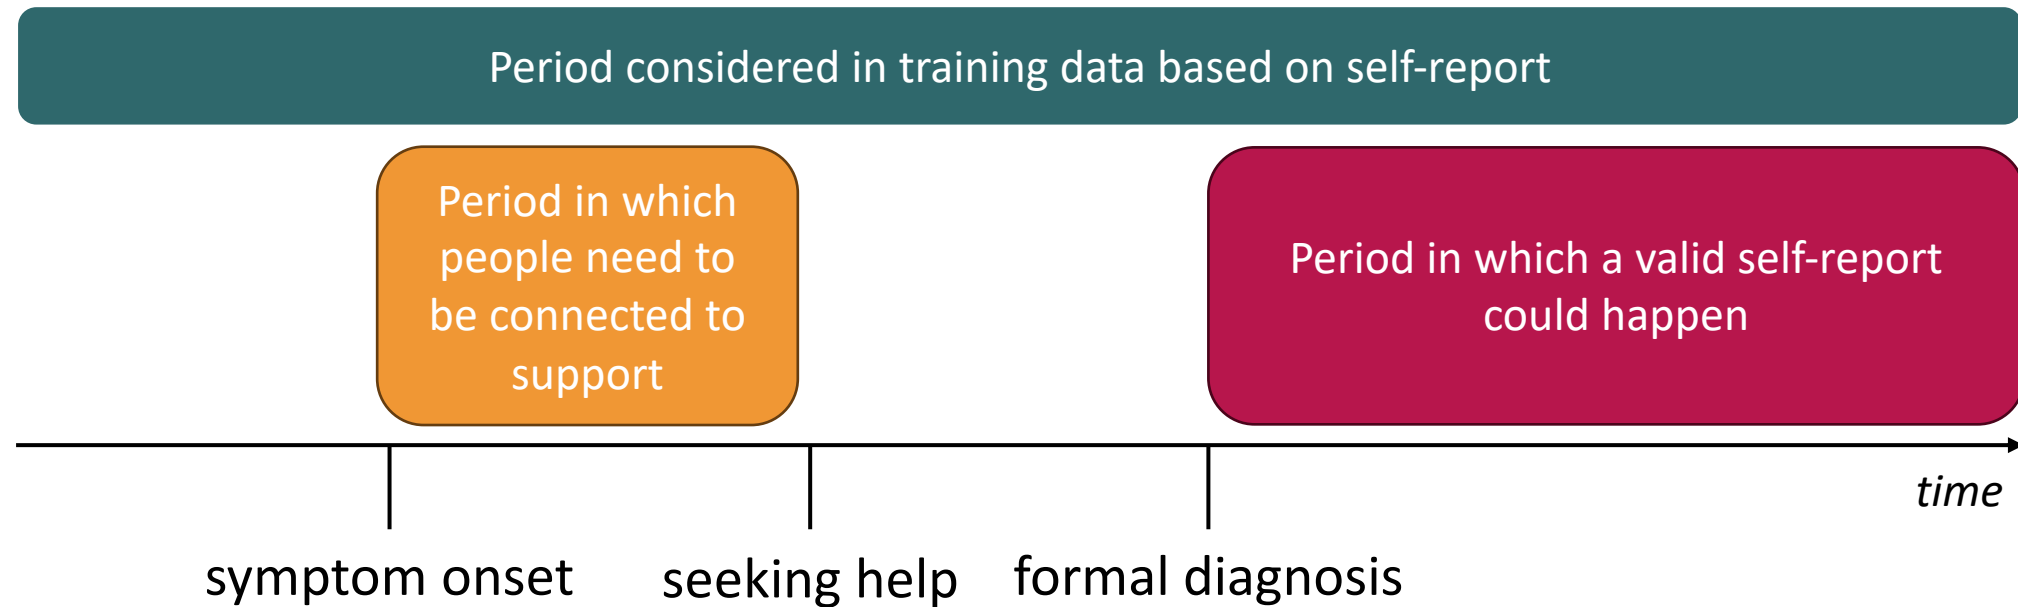 Period considered in training data based on self-report
Period in which
people need to
be connected to
support
Period in which a valid self-report
could happen
time
symptom onset
seeking help
formal diagnosis